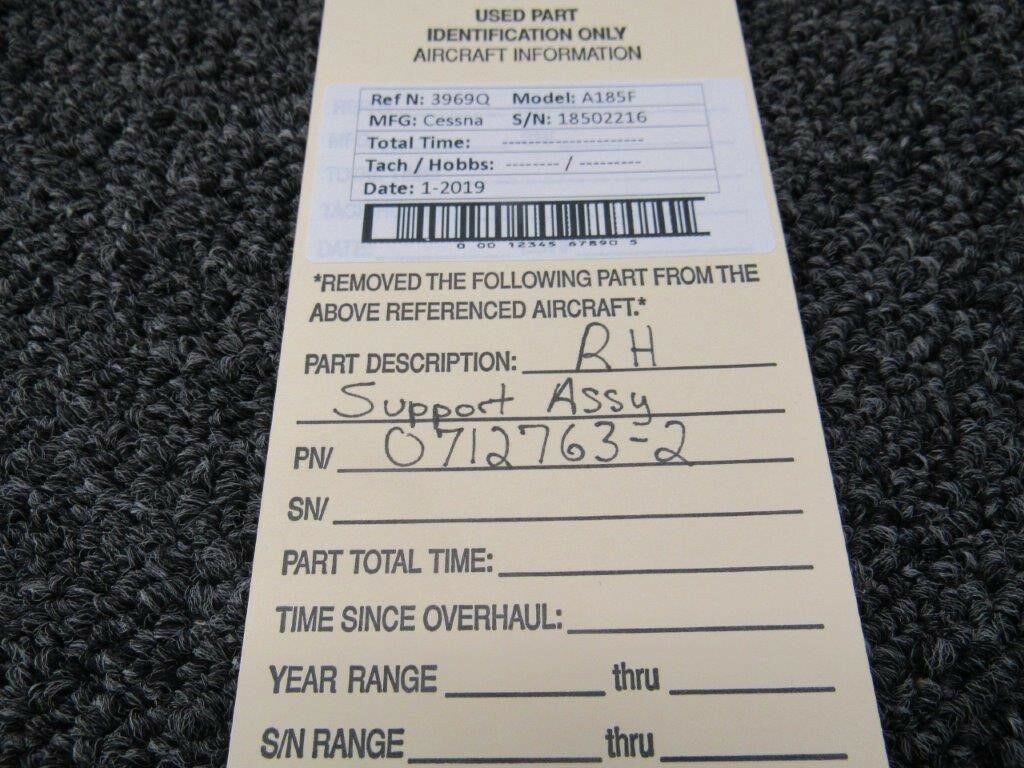 USED PART
IDENTIFICATION ONLY
AIRCRAFT INFORMATION
Ref N: 3969Q Model: A185F
MFG: Cessna S/N: 18502216
Total Time: --------------------
Tach / Hobbs: -------- / ---------
Date: 1-2019
0 00 12345 67890 5
*REMOVED THE FOLLOWING PART FROM THE
ABOVE REFERENCED AIRCRAFT.*
PART DESCRIPTION: RH
Support Assy
PN/ 0712763-2
SN/
PART TOTAL TIME:
TIME SINCE OVERHAUL:
YEAR RANGE thru
S/N RANGE thru